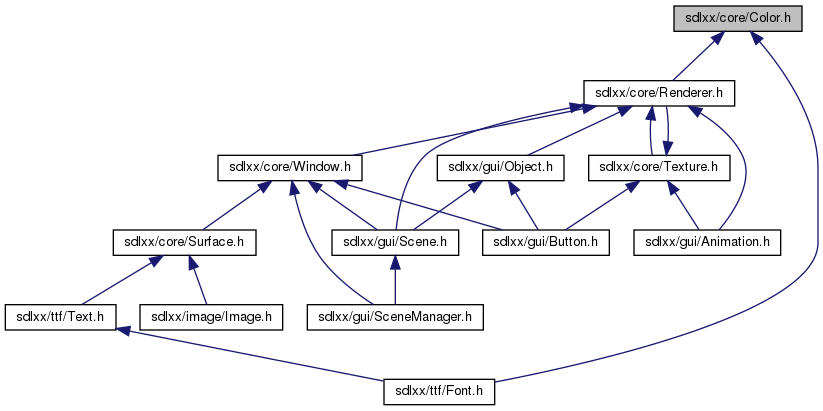 sdlxx/core/Color.h
sdlxx/core/Renderer.h
sdlxx/core/Window.h
sdlxx/gui/Object.h
sdlxx/core/Texture.h
sdlxx/core/Surface.h
sdlxx/gui/Scene.h
sdlxx/gui/Button.h
sdlxx/gui/Animation.h
sdlxx/ttf/Text.h
sdlxx/image/Image.h
sdlxx/gui/SceneManager.h
sdlxx/ttf/Font.h